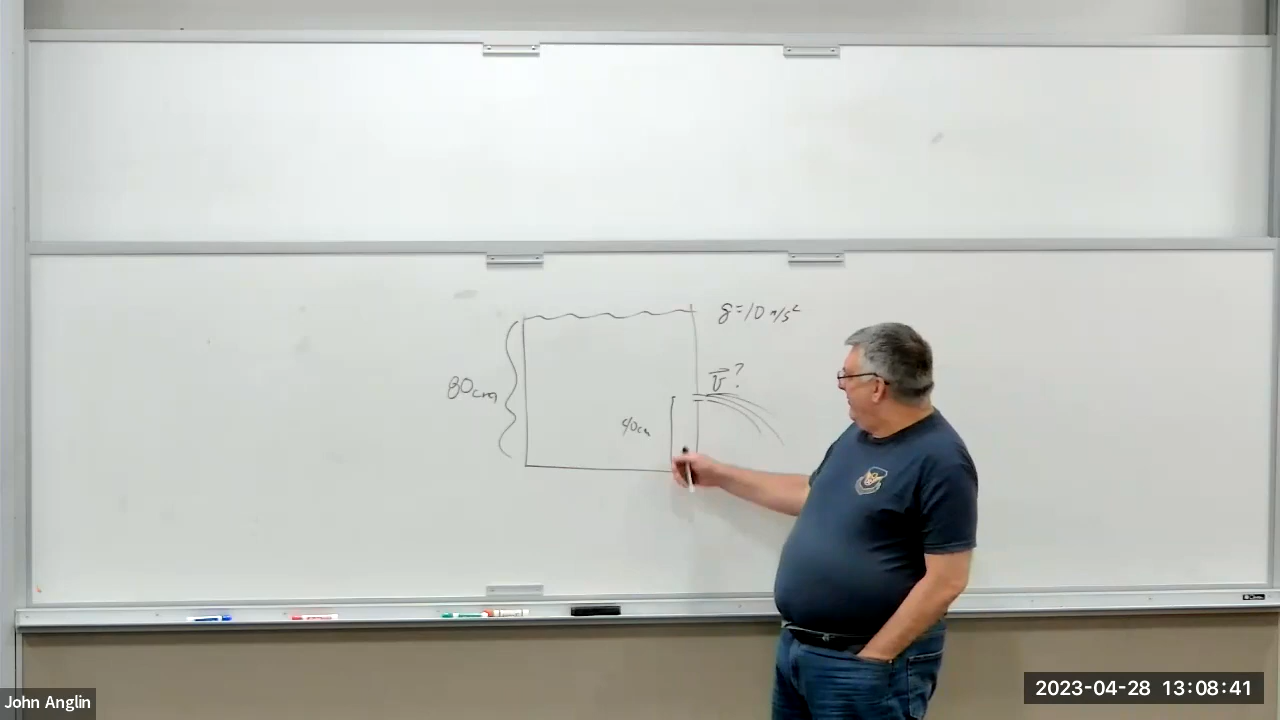 g=10 m/s²
v⃗?
80cm
40cm
John Anglin
2023-04-28 13:08:41